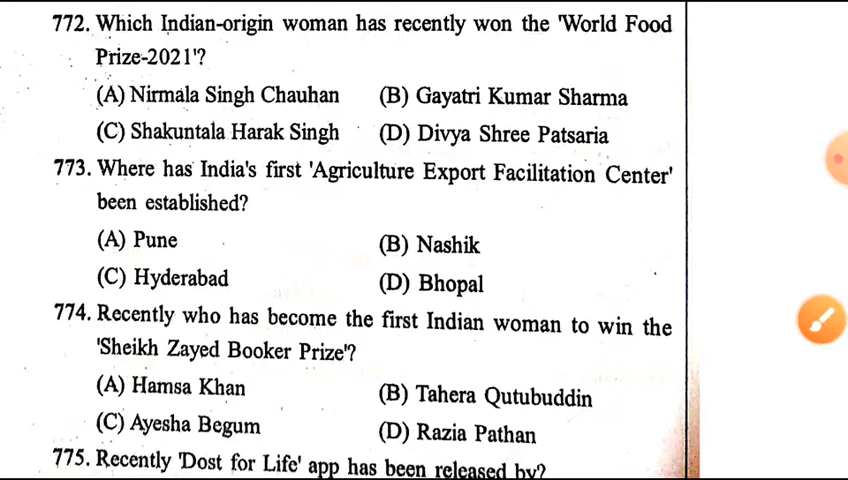 772. Which Indian-origin woman has recently won the 'World Food
Prize-2021'?
(A) Nirmala Singh Chauhan (B) Gayatri Kumar Sharma
(C) Shakuntala Harak Singh (D) Divya Shree Patsaria
773. Where has India's first 'Agriculture Export Facilitation Center'
been established?
(A) Pune (B) Nashik
(C) Hyderabad (D) Bhopal
774. Recently who has become the first Indian woman to win the
'Sheikh Zayed Booker Prize'?
(A) Hamsa Khan (B) Tahera Qutubuddin
(C) Ayesha Begum (D) Razia Pathan
775. Recently 'Dost for Life' app has been released by?